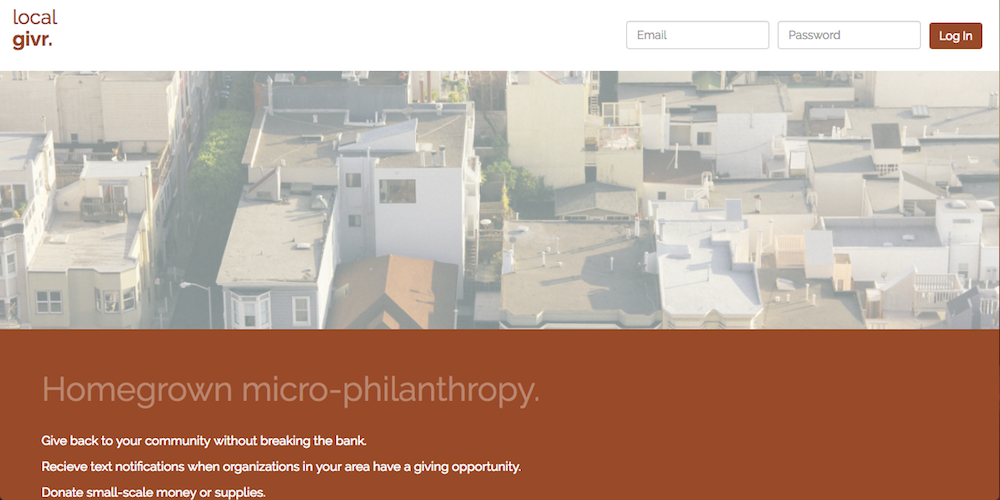 local
givr.
Email
Password
Log In
Homegrown micro-philanthropy.
Give back to your community without breaking the bank.
Recieve text notifications when organizations in your area have a giving opportunity.
Donate small-scale money or supplies.